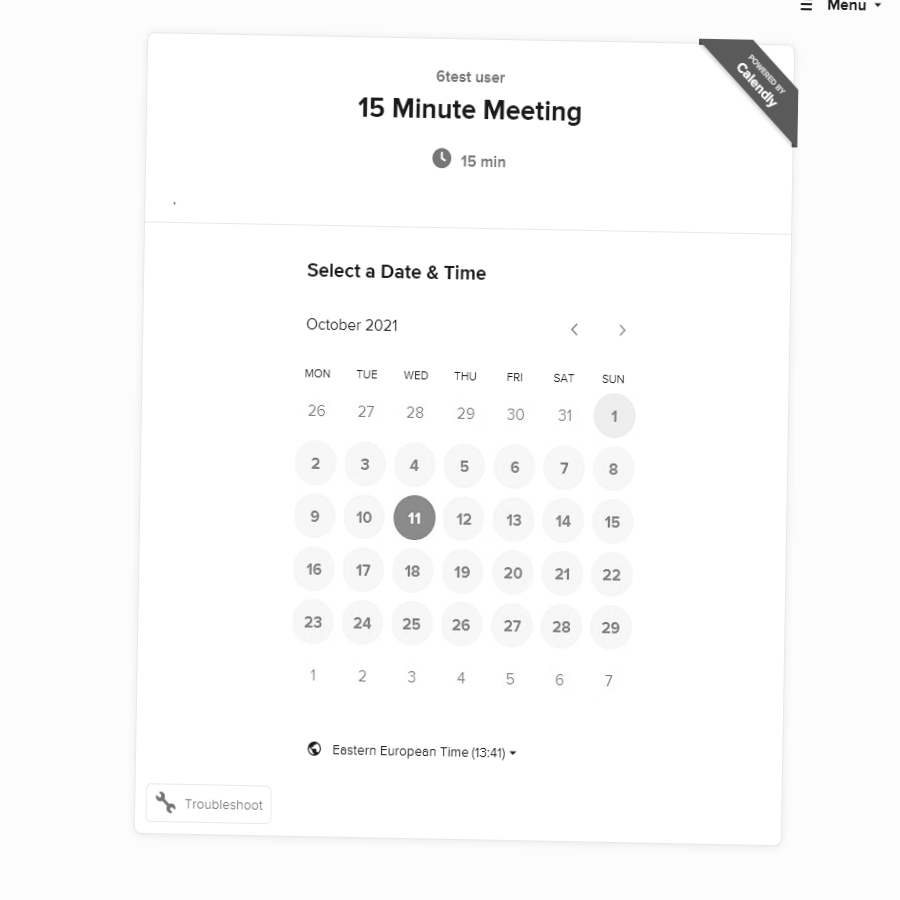 Menu
POWERED BY
Calendly
6test user
15 Minute Meeting
15 min
Select a Date & Time
October 2021
MON TUE WED THU FRI SAT SUN
26 27 28 29 30 31 1
2 3 4 5 6 7 8
9 10 11 12 13 14 15
16 17 18 19 20 21 22
23 24 25 26 27 28 29
1 2 3 4 5 6 7
Eastern European Time (13:41)
Troubleshoot